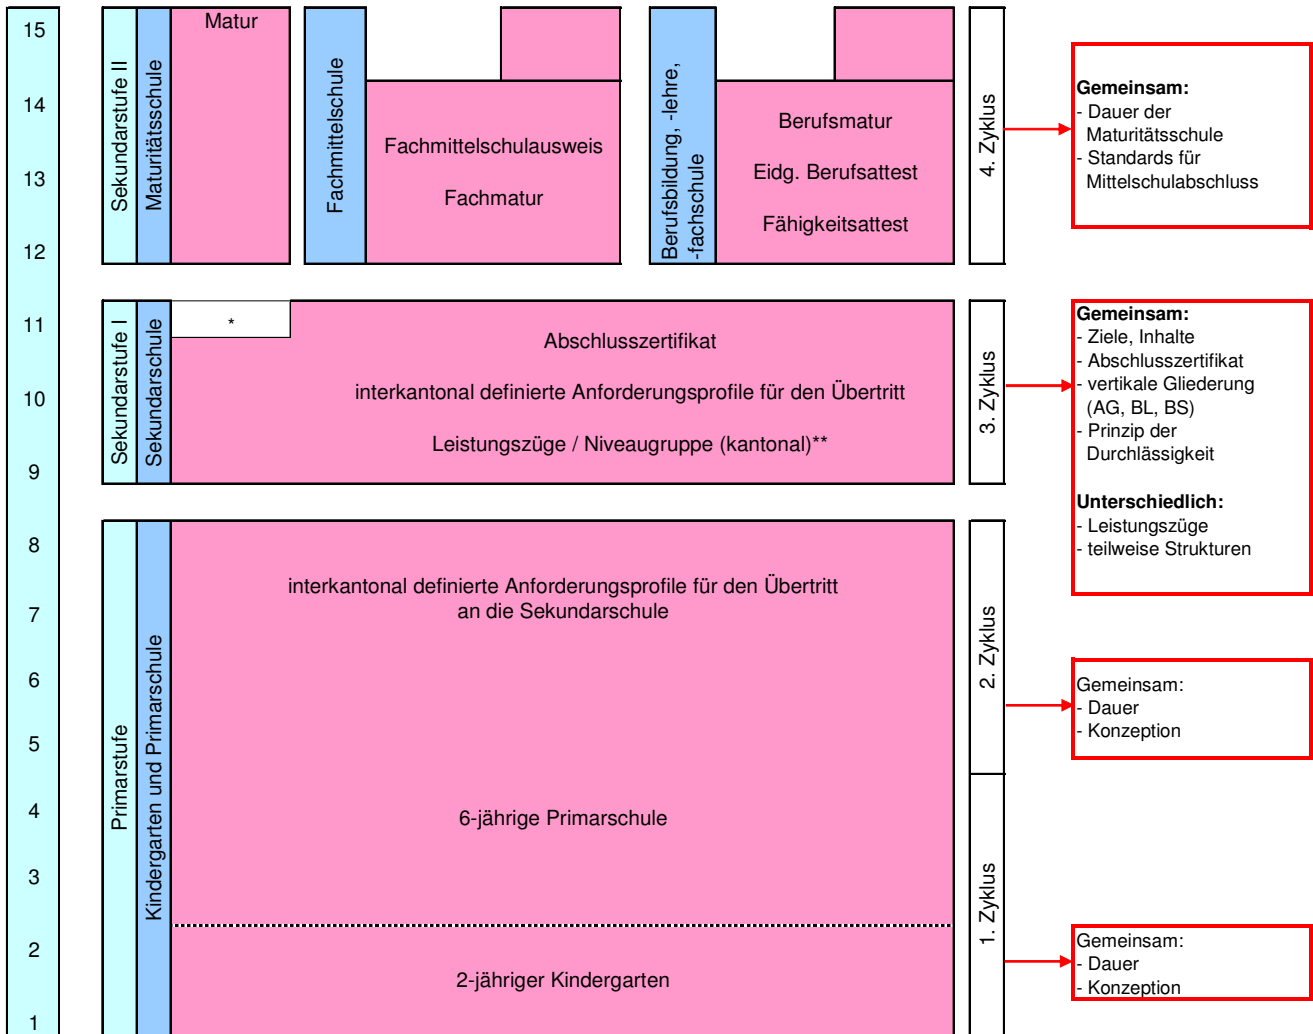 15
14
13
12
11
10
9
8
7
6
5
4
3
2
1
Sekundarstufe II
Maturitätsschule
Matur
Fachmittelschule
Fachmittelschulausweis
Fachmatur
Berufsbildung, -lehre,
-fachschule
Berufsmatur
Eidg. Berufsattest
Fähigkeitsattest
4. Zyklus
Gemeinsam:
- Dauer der
Maturitätsschule
- Standards für
Mittelschulabschluss
Sekundarstufe I
Sekundarschule
*
Abschlusszertifikat
interkantonal definierte Anforderungsprofile für den Übertritt
Leistungszüge / Niveaugruppe (kantonal)**
3. Zyklus
Gemeinsam:
- Ziele, Inhalte
- Abschlusszertifikat
- vertikale Gliederung
(AG, BL, BS)
- Prinzip der
Durchlässigkeit
Unterschiedlich:
- Leistungszüge
- teilweise Strukturen
Primarstufe
Kindergarten und Primarschule
interkantonal definierte Anforderungsprofile für den Übertritt
an die Sekundarschule
6-jährige Primarschule
2-jähriger Kindergarten
2. Zyklus
Gemeinsam:
- Dauer
- Konzeption
1. Zyklus
Gemeinsam:
- Dauer
- Konzeption